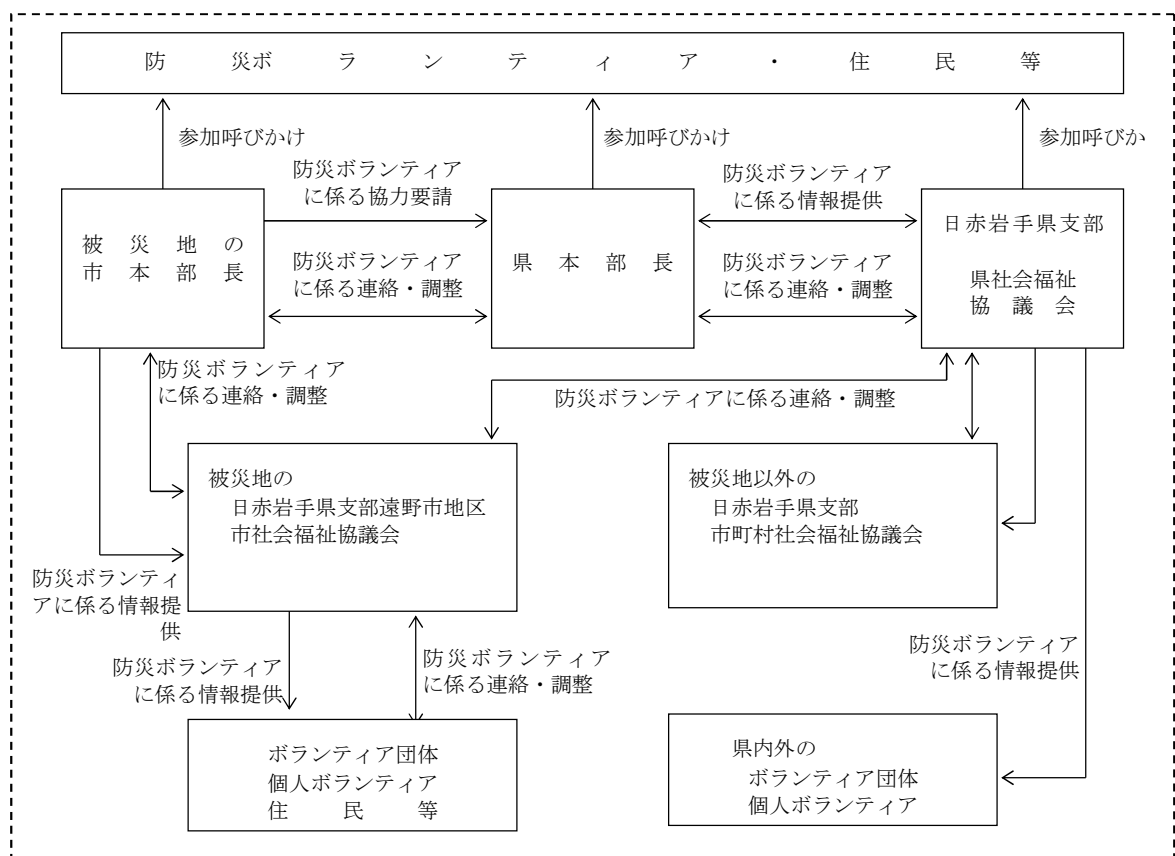 防災ボランティア・住民等
参加呼びかけ
参加呼びかけ
参加呼びか
防災ボランティア
に係る協力要請
防災ボランティア
に係る情報提供
被災地の
市本部長
県本部長
日赤岩手県支部
県社会福祉
協議会
防災ボランティア
に係る連絡・調整
防災ボランティア
に係る連絡・調整
防災ボランティア
に係る連絡・調整
防災ボランティアに係る連絡・調整
被災地の
日赤岩手県支部遠野市地区
市社会福祉協議会
被災地以外の
日赤岩手県支部
市町村社会福祉協議会
防災ボランティ
アに係る情報提
供
防災ボランティア
に係る情報提供
防災ボランティア
に係る連絡・調整
防災ボランティア
に係る情報提供
ボランティア団体
個人ボランティア
住民等
県内外の
ボランティア団体
個人ボランティア